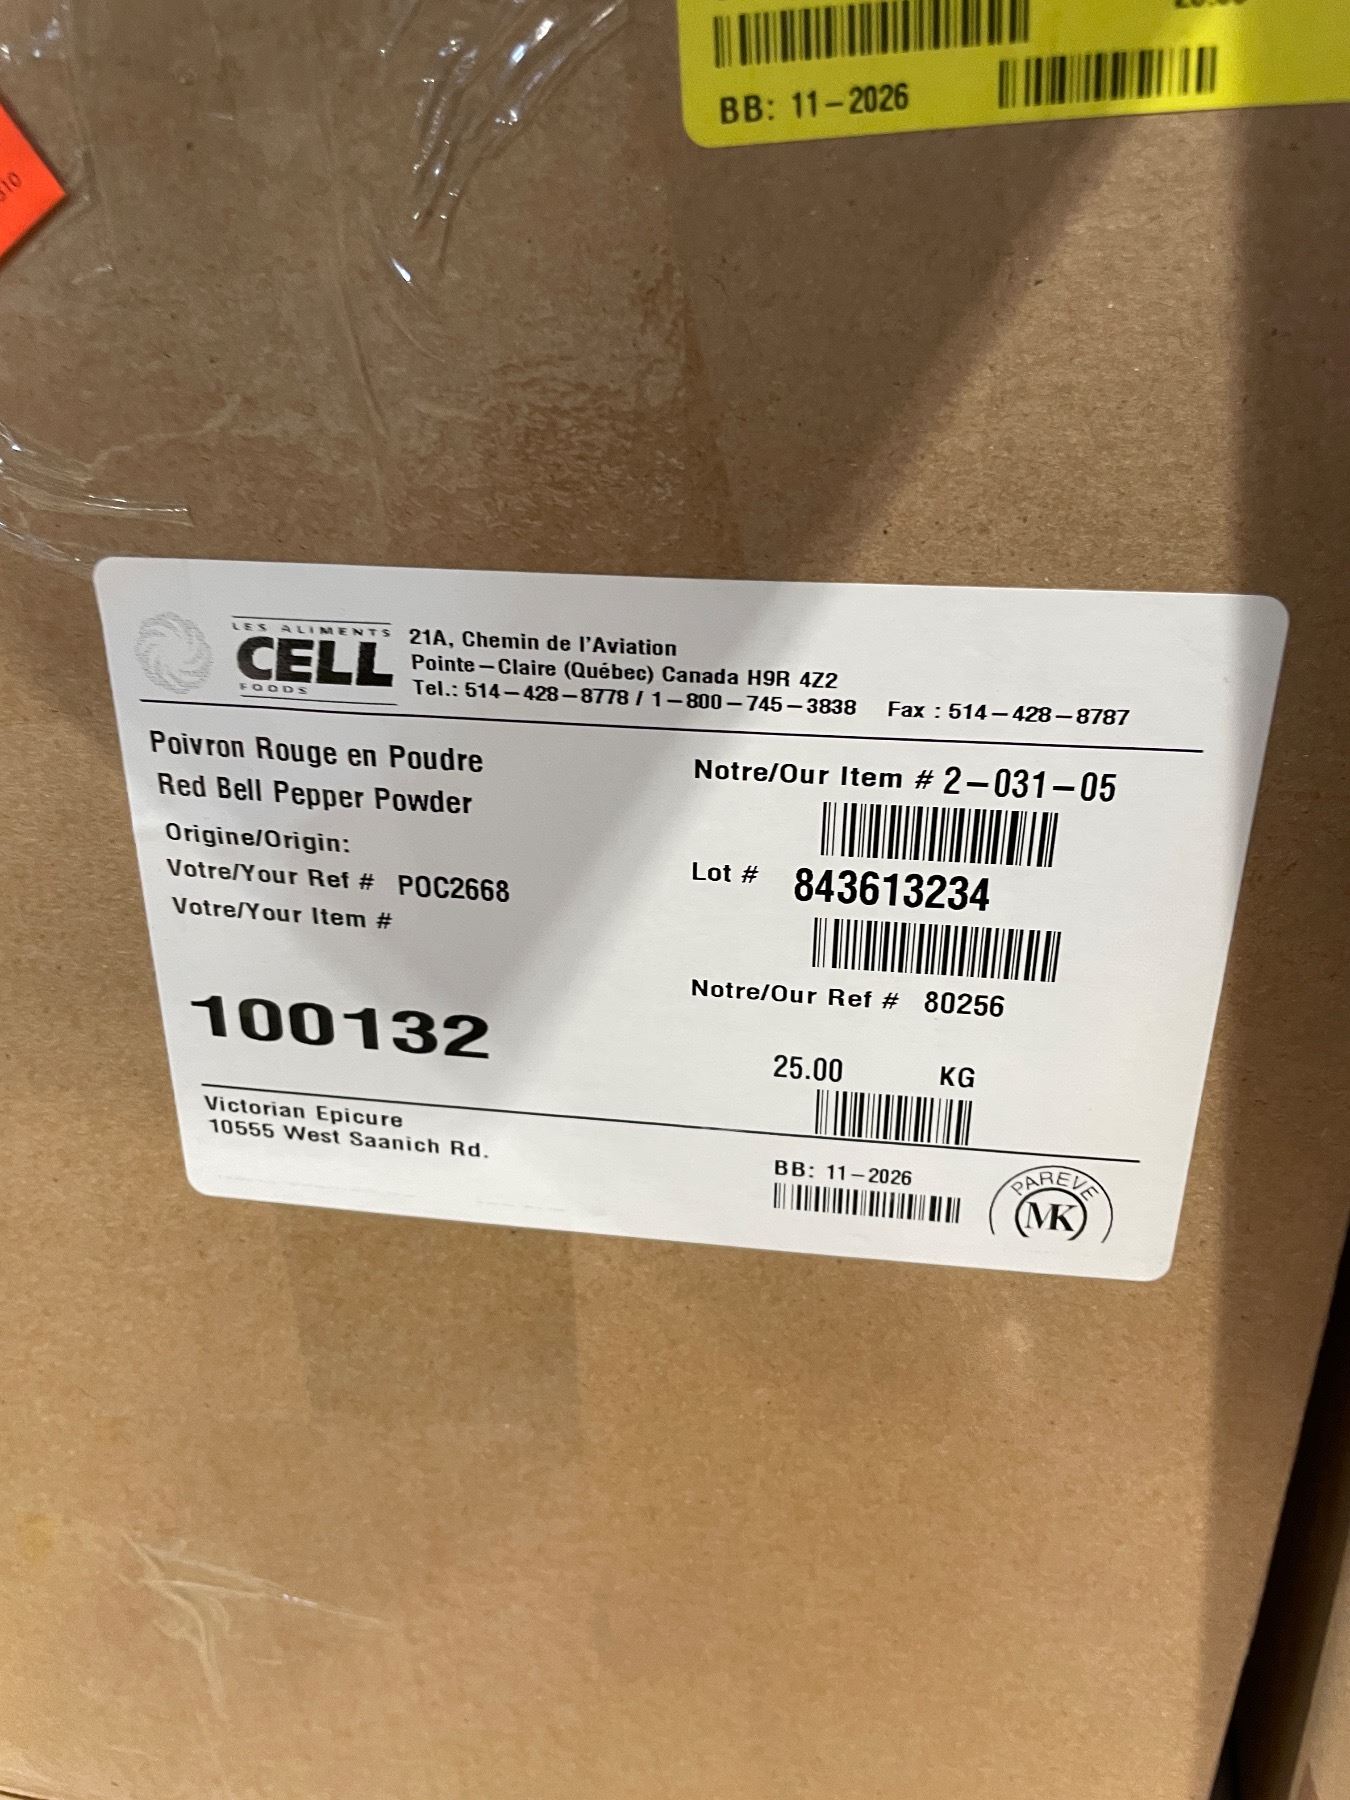 BB: 11-2026
LES ALIMENTS
CELL
FOODS
21A, Chemin de l'Aviation
Pointe-Claire (Québec) Canada H9R 4Z2
Tel.: 514-428-8778 / 1-800-745-3838 Fax : 514-428-8787
Poivron Rouge en Poudre
Red Bell Pepper Powder
Origine/Origin:
Votre/Your Ref # POC2668
Votre/Your Item #
100132
Notre/Our Item # 2-031-05
Lot # 843613234
Notre/Our Ref # 80256
25.00 KG
Victorian Epicure
10555 West Saanich Rd.
BB: 11-2026
PAREVE
MK